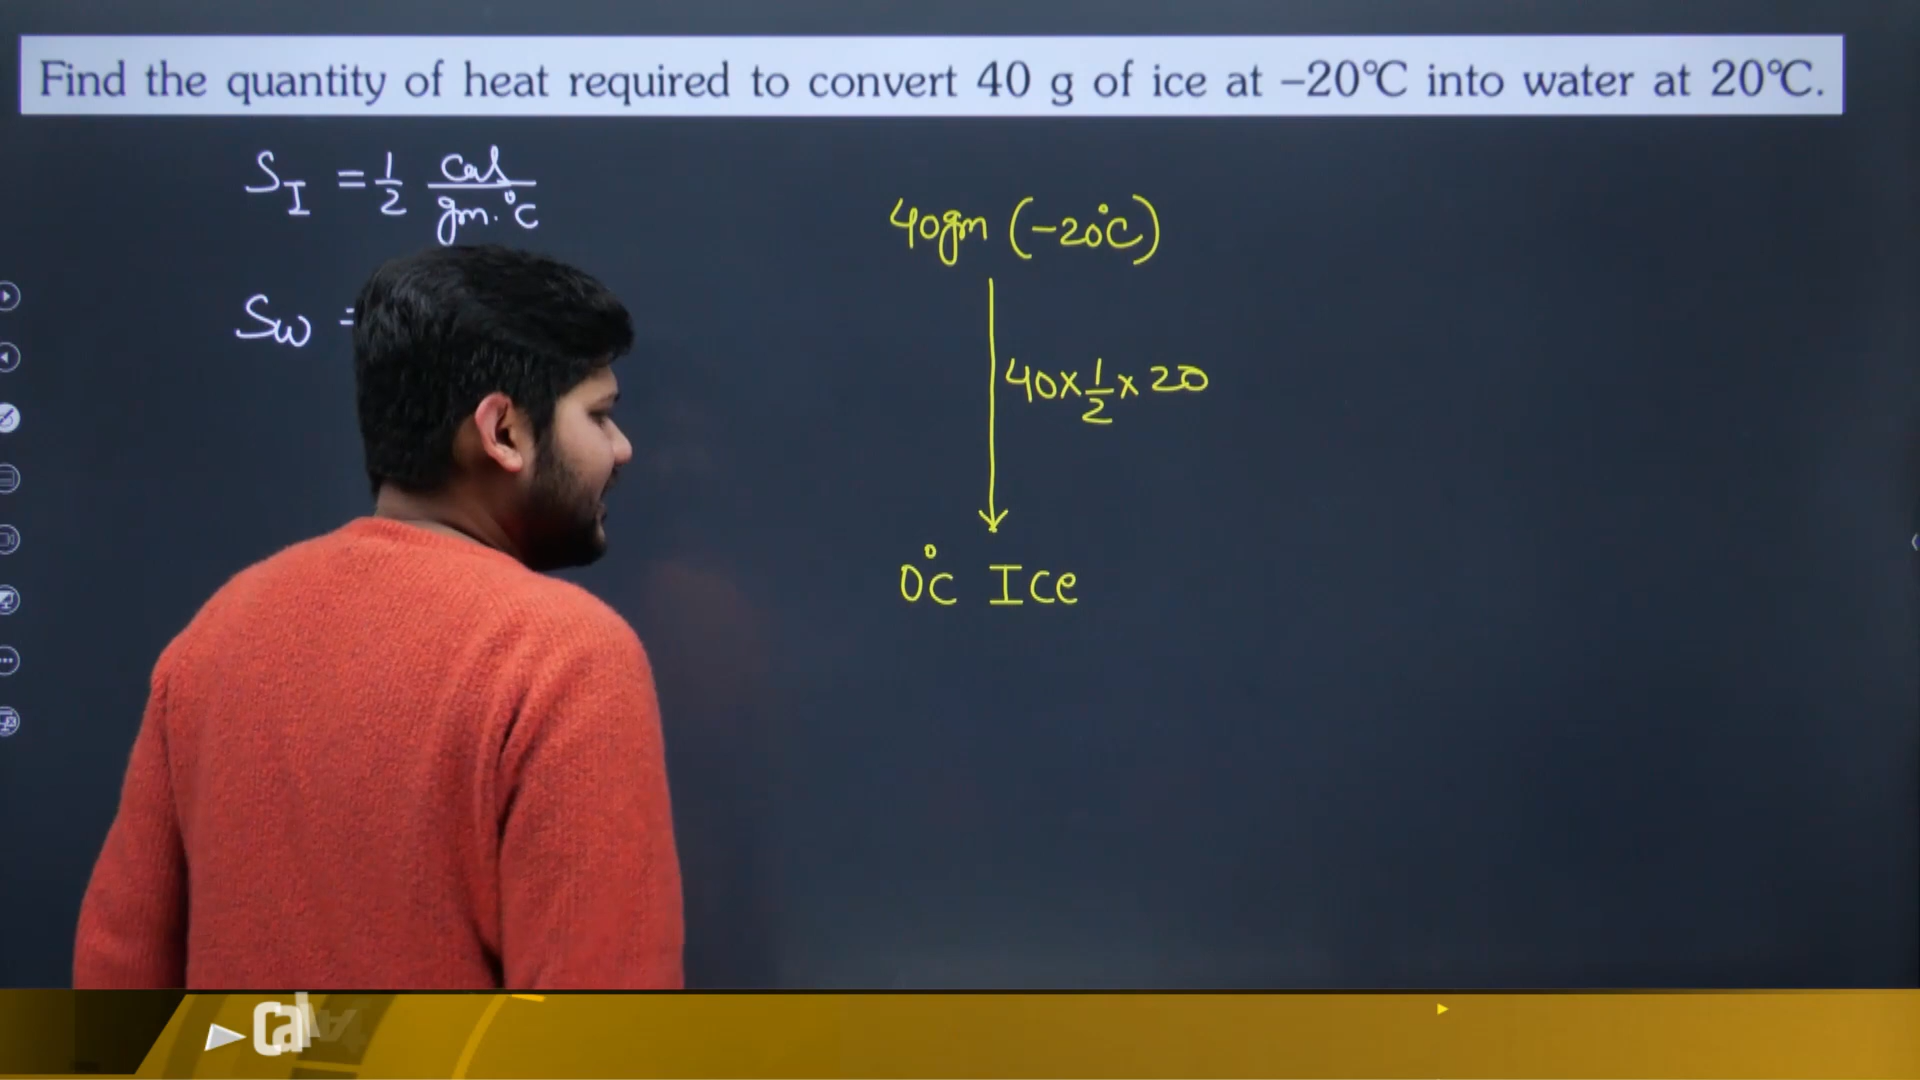 Find the quantity of heat required to convert 40 g of ice at −20°C into water at 20°C.
S_I = 1/2 cal/gm.°C
Sw =
40gm (-20°C)
40×1/2×20
0°C Ice
Cal